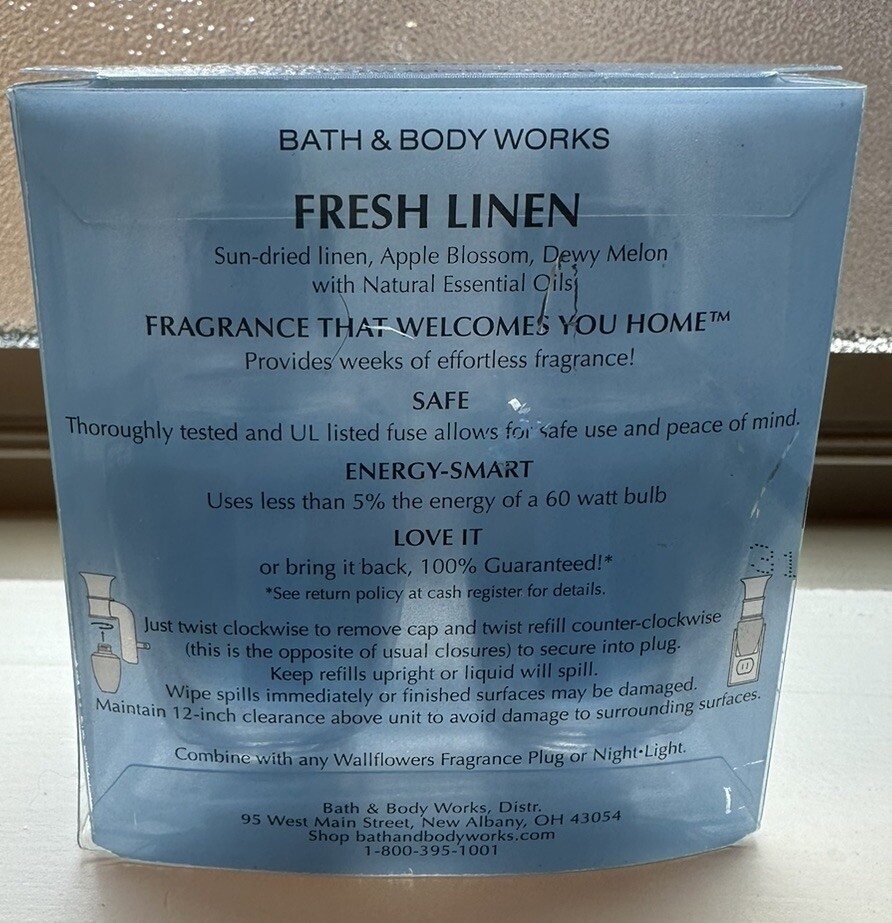 BATH & BODY WORKS
FRESH LINEN
Sun-dried linen, Apple Blossom, Dewy Melon
with Natural Essential Oils
FRAGRANCE THAT WELCOMES YOU HOME™
Provides weeks of effortless fragrance!
SAFE
Thoroughly tested and UL listed fuse allows for safe use and peace of mind.
ENERGY-SMART
Uses less than 5% the energy of a 60 watt bulb
LOVE IT
or bring it back, 100% Guaranteed!*
*See return policy at cash register for details.
Just twist clockwise to remove cap and twist refill counter-clockwise
(this is the opposite of usual closures) to secure into plug.
Keep refills upright or liquid will spill.
Wipe spills immediately or finished surfaces may be damaged.
Maintain 12-inch clearance above unit to avoid damage to surrounding surfaces.
Combine with any Wallflowers Fragrance Plug or Night•Light.
Bath & Body Works, Distr.
95 West Main Street, New Albany, OH 43054
Shop bathandbodyworks.com
1-800-395-1001